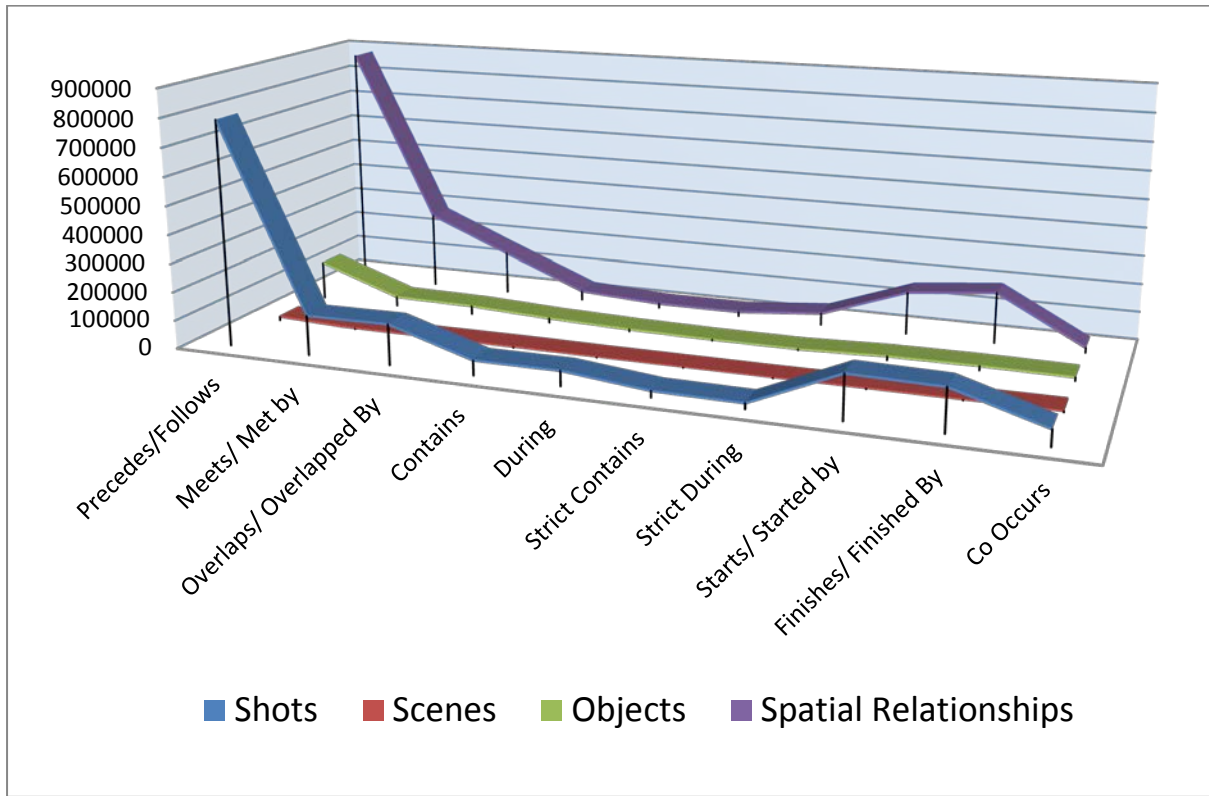 900000
800000
700000
600000
500000
400000
300000
200000
100000
0
Precedes/Follows
Meets/ Met by
Overlaps/ Overlapped By
Contains
During
Strict Contains
Strict During
Starts/ Started by
Finishes/ Finished By
Co Occurs
Shots Scenes Objects Spatial Relationships